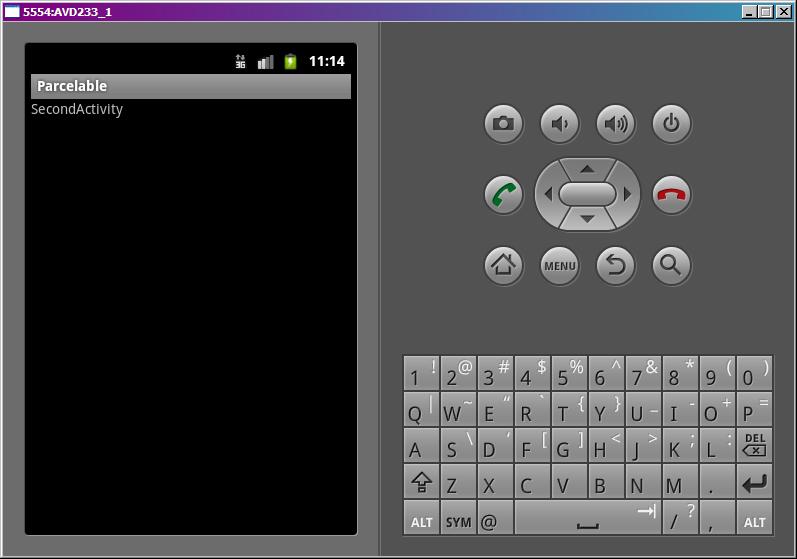 5554:AVD233_1
3G 11:14
Parcelable
SecondActivity
MENU
1 ! 2 @ 3 # 4 $ 5 % 6 ^ 7 & 8 * 9 ( 0 )
Q | W ~ E “ R ` T { Y } U _ I - O + P =
A S \ D ‘ F [ G ] H < J > K ; L : DEL
Z X C V B N M .
ALT SYM @ / ? , ALT